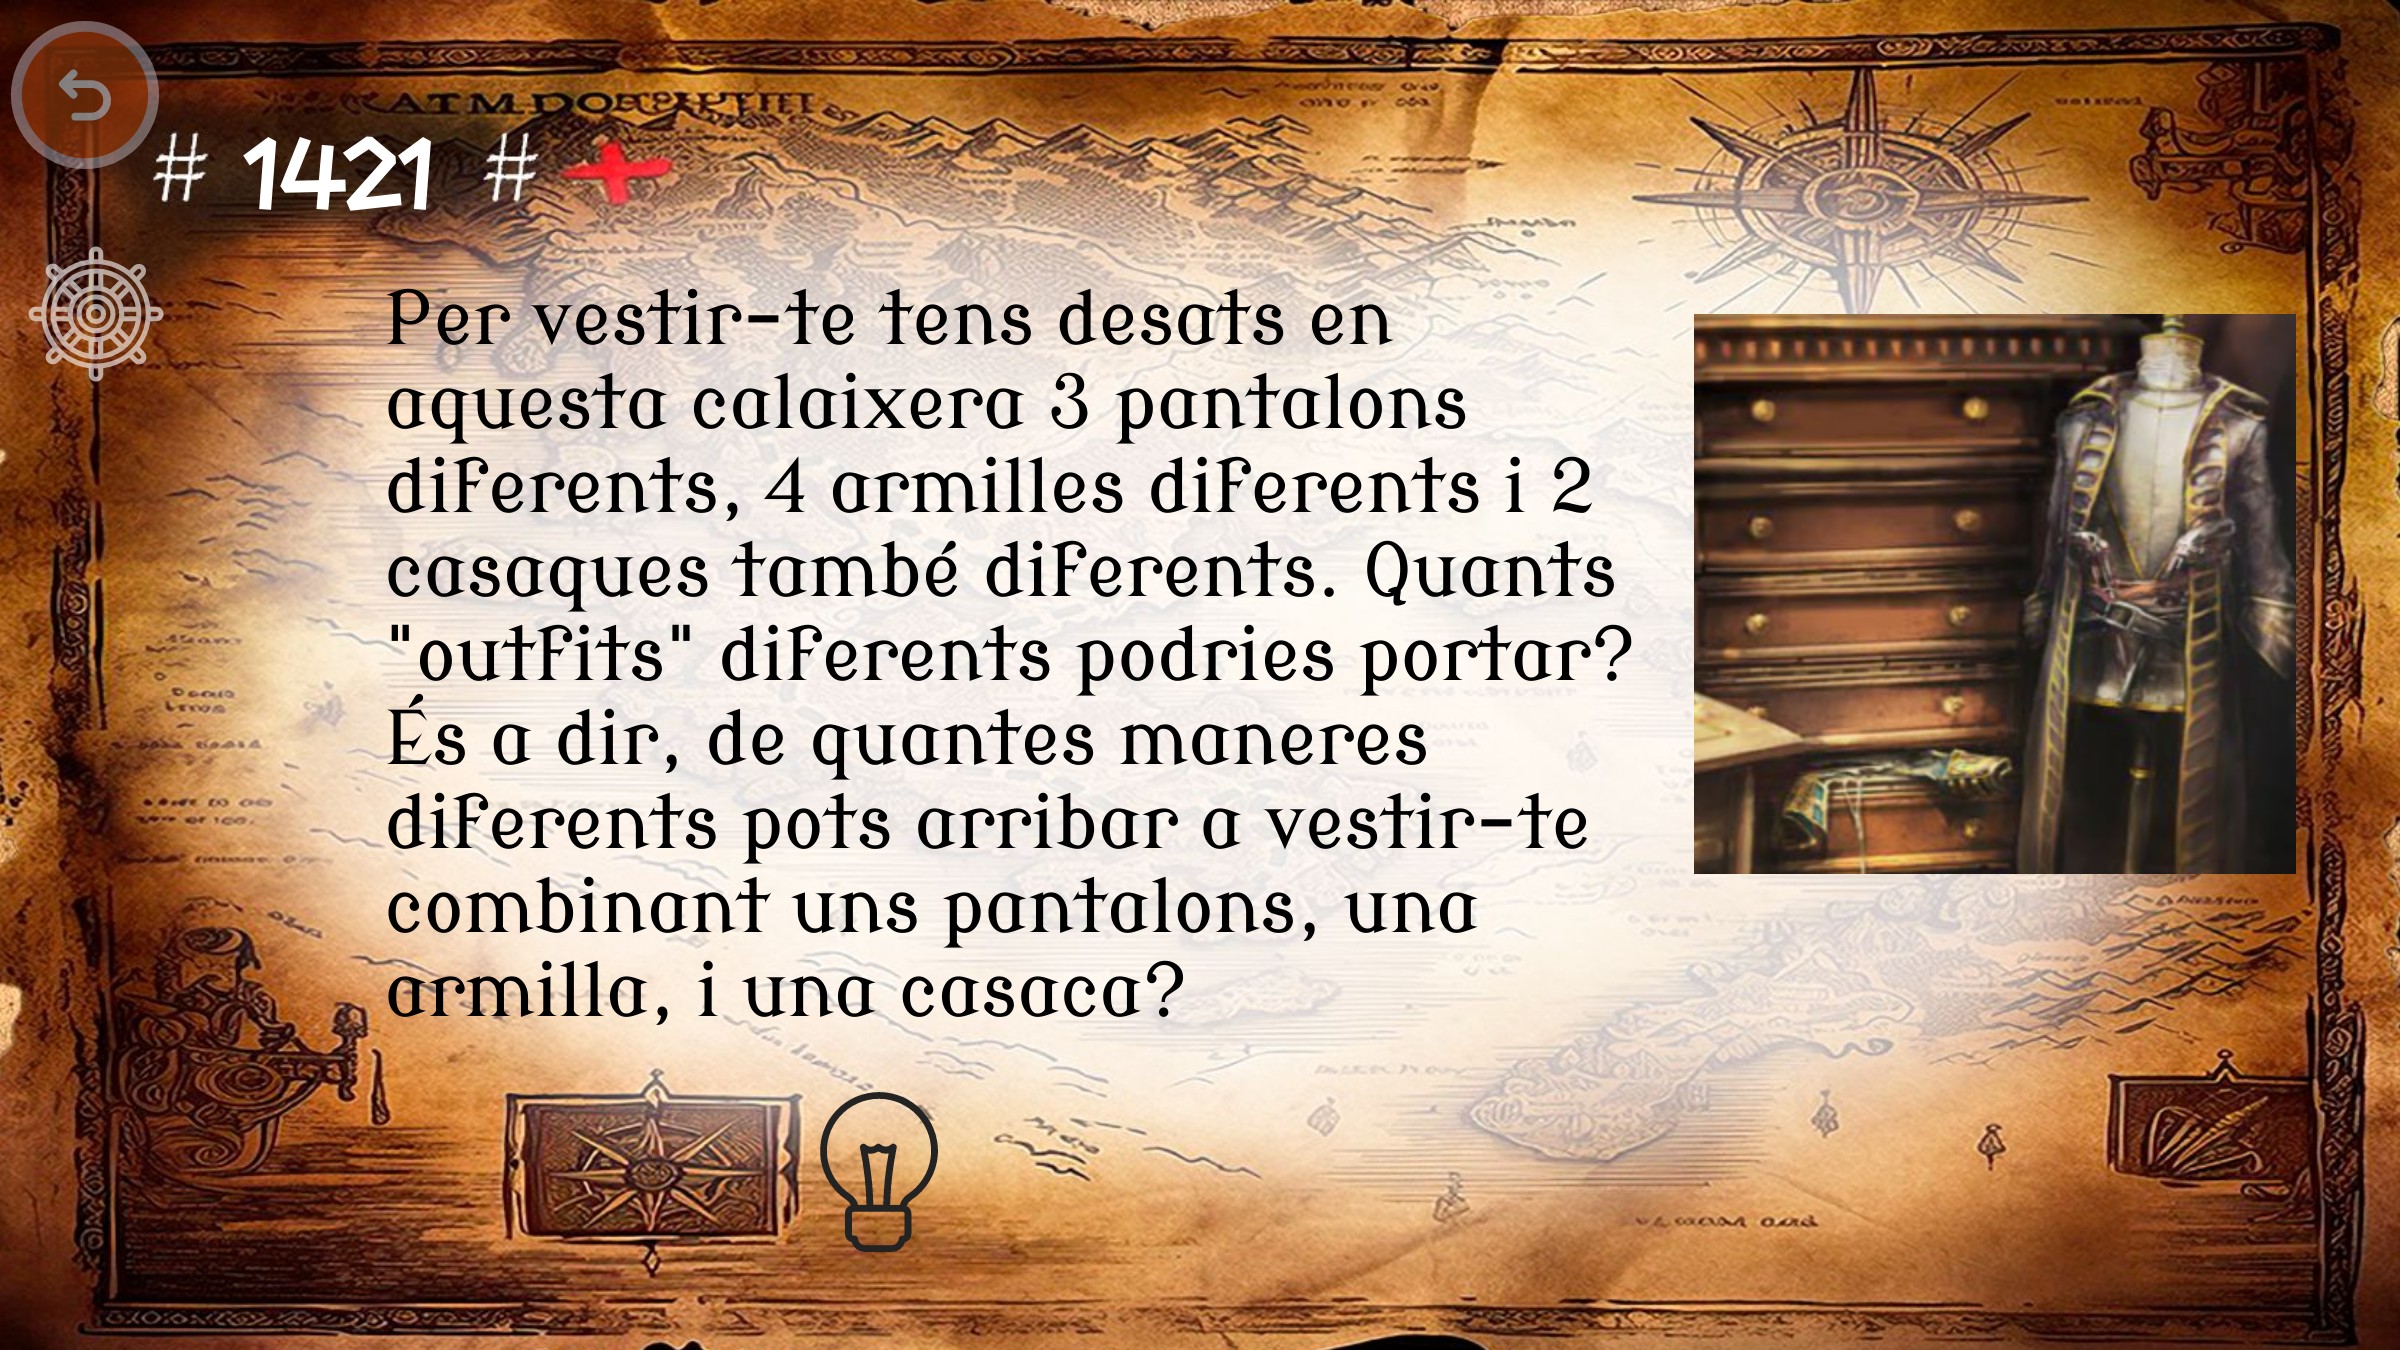 # 1421 #
Per vestir-te tens desats en
aquesta calaixera 3 pantalons
diferents, 4 armilles diferents i 2
casaques també diferents. Quants
"outfits" diferents podries portar?
És a dir, de quantes maneres
diferents pots arribar a vestir-te
combinant uns pantalons, una
armilla, i una casaca?